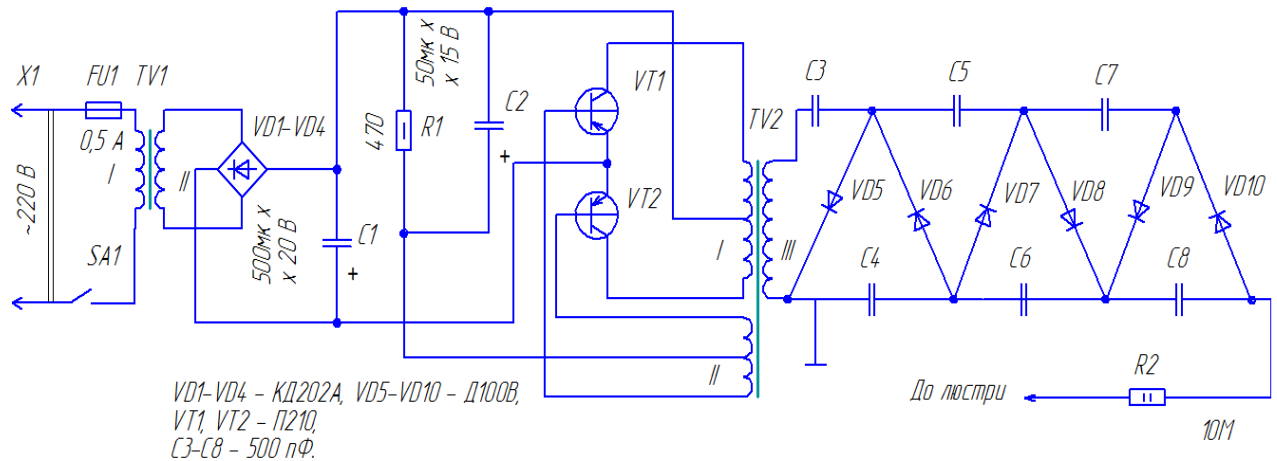 X1
FU1
TV1
0,5 А
I
II
~220 В
SA1
VD1-VD4
500мк х
х 20 В
C1
+
470
R1
50мк х
х 15 В
C2
+
VT1
VT2
TV2
I
II
III
C3
C5
C7
VD5
VD6
VD7
VD8
VD9
VD10
C4
C6
C8
R2
До люстри
10М
VD1-VD4 - КД202А, VD5-VD10 - Д100В,
VT1, VT2 - П210,
С3-С8 - 500 пФ.